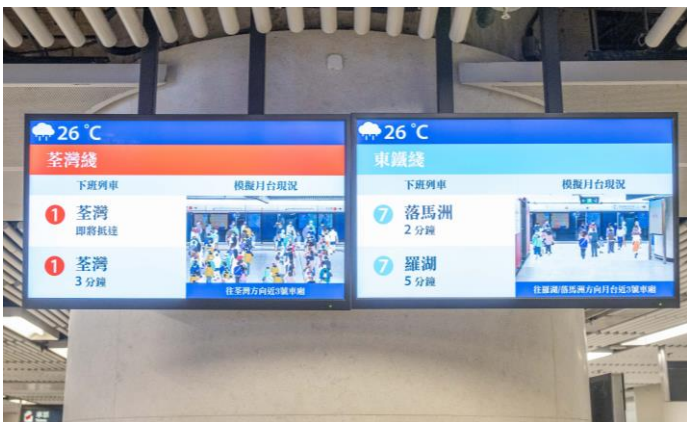 26 °C
荃灣綫
下班列車
模擬月台現況
1 荃灣
即將抵達
1 荃灣
3 分鐘
往荃灣方向近3號車廂
26 °C
東鐵綫
下班列車
模擬月台現況
7 落馬洲
2 分鐘
7 羅湖
5 分鐘
往羅湖/落馬洲方向月台近3號車廂